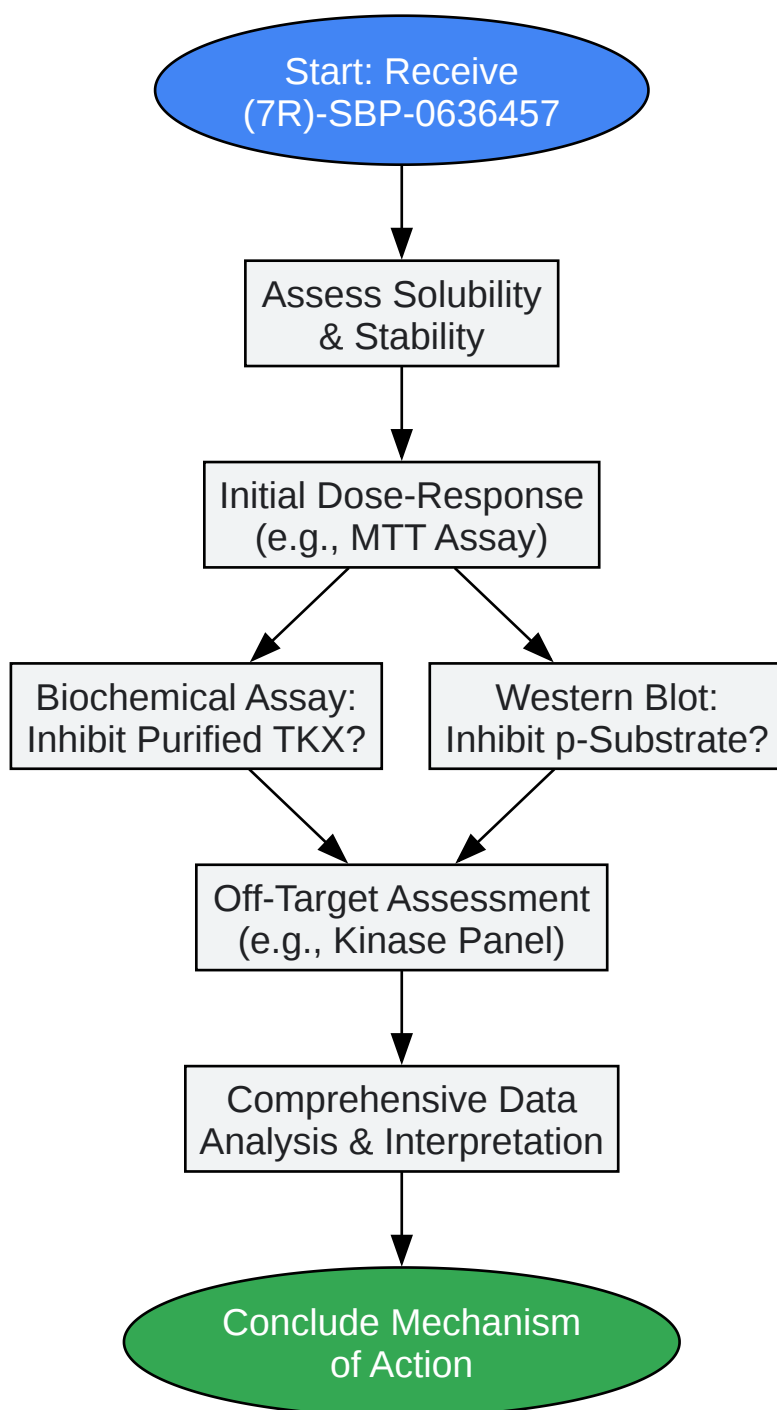 Start: Receive
(7R)-SBP-0636457
Assess Solubility
& Stability
Initial Dose-Response
(e.g., MTT Assay)
Biochemical Assay:
Inhibit Purified TKX?
Western Blot:
Inhibit p-Substrate?
Off-Target Assessment
(e.g., Kinase Panel)
Comprehensive Data
Analysis & Interpretation
Conclude Mechanism
of Action